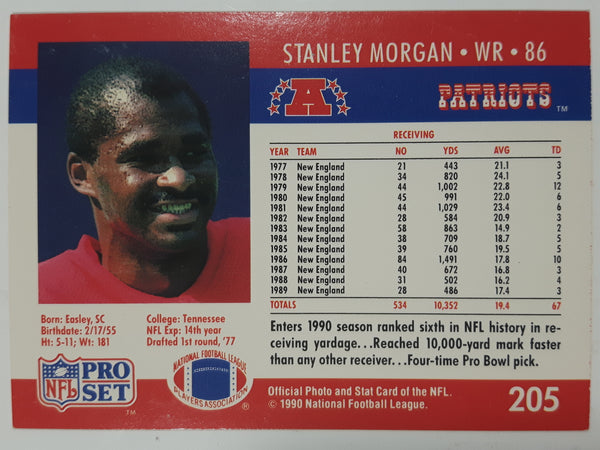 STANLEY MORGAN • WR • 86
A
PATRIOTS TM
RECEIVING
YEAR TEAM NO YDS AVG TD
1977 New England 21 443 21.1 3
1978 New England 34 820 24.1 5
1979 New England 44 1,002 22.8 12
1980 New England 45 991 22.0 6
1981 New England 44 1,029 23.4 6
1982 New England 28 584 20.9 3
1983 New England 58 863 14.9 2
1984 New England 38 709 18.7 5
1985 New England 39 760 19.5 5
1986 New England 84 1,491 17.8 10
1987 New England 40 672 16.8 3
1988 New England 31 502 16.2 4
1989 New England 28 486 17.4 3
TOTALS 534 10,352 19.4 67
Born: Easley, SC
Birthdate: 2/17/55
Ht: 5-11; Wt: 181
College: Tennessee
NFL Exp: 14th year
Drafted 1st round, '77
Enters 1990 season ranked sixth in NFL history in re-
ceiving yardage...Reached 10,000-yard mark faster
than any other receiver...Four-time Pro Bowl pick.
NFL
PRO
SET
TM
NATIONAL FOOTBALL LEAGUE
PLAYERS ASSOCIATION ®
Official Photo and Stat Card of the NFL.
© 1990 National Football League.
205